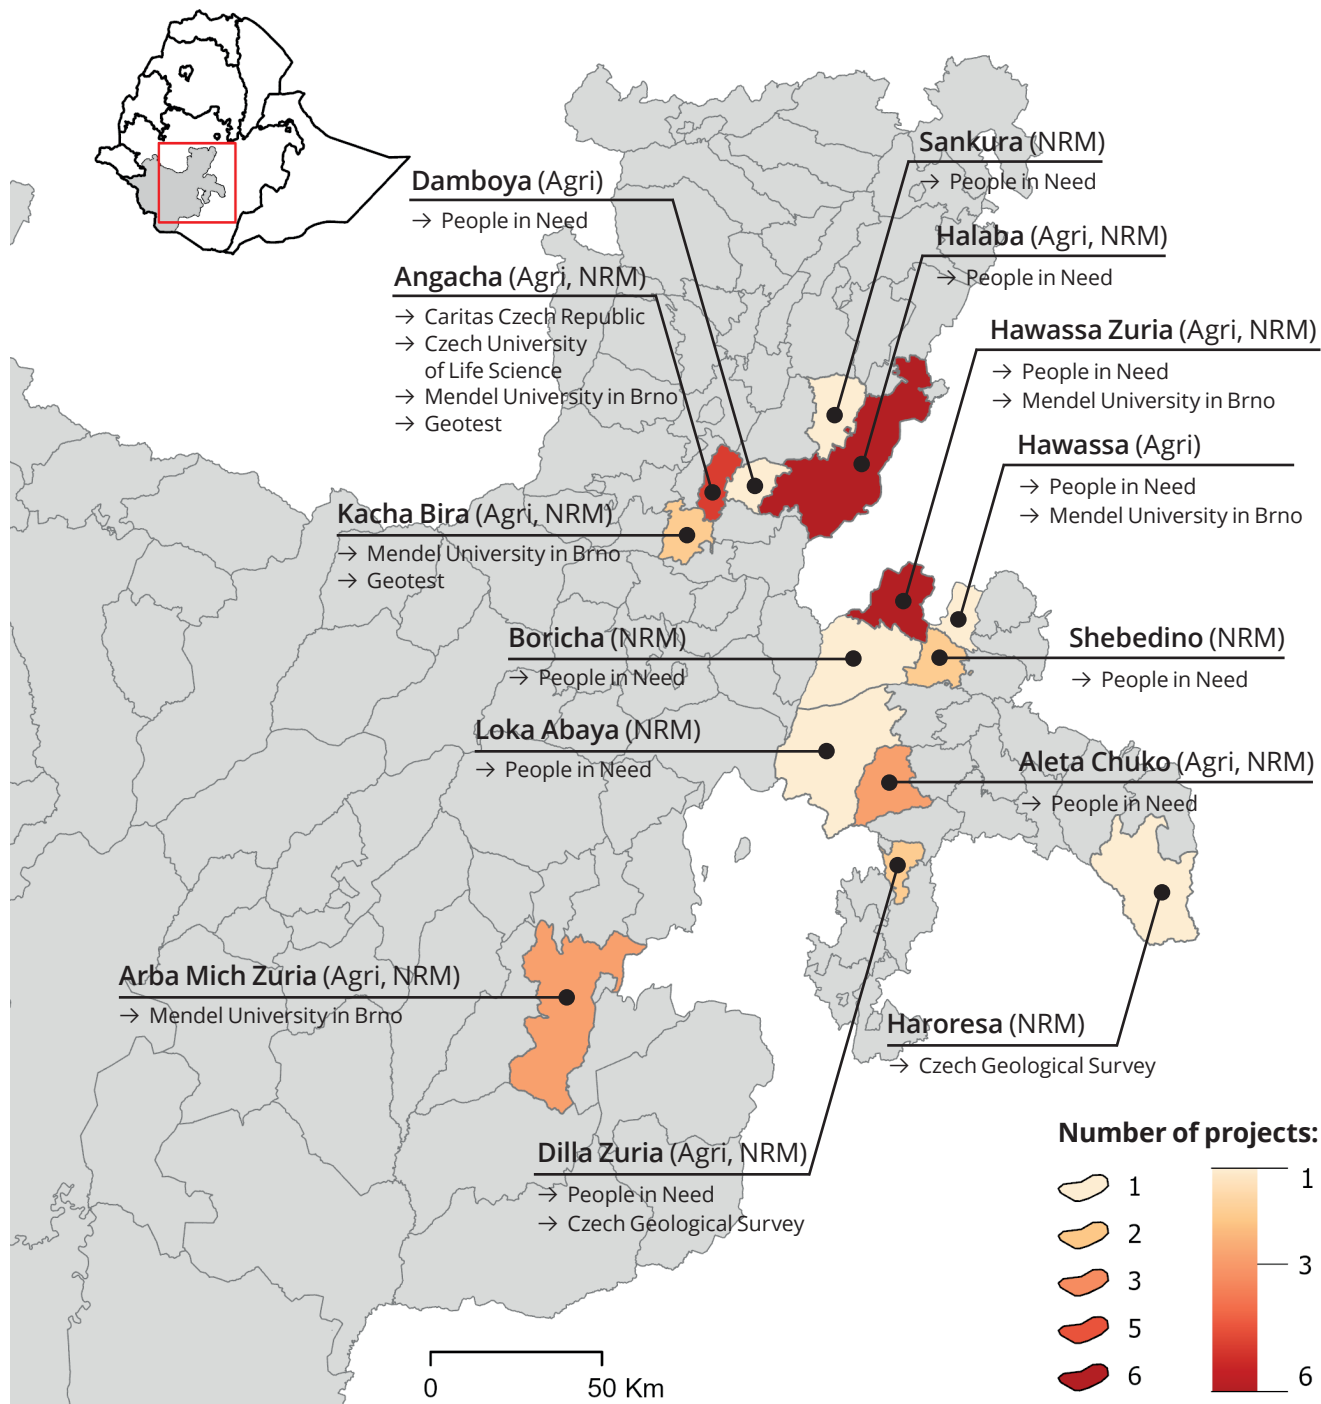 Sankura (NRM)
→ People in Need
Damboya (Agri)
→ People in Need
Halaba (Agri, NRM)
→ People in Need
Angacha (Agri, NRM)
→ Caritas Czech Republic
→ Czech University
of Life Science
→ Mendel University in Brno
→ Geotest
Hawassa Zuria (Agri, NRM)
→ People in Need
→ Mendel University in Brno
Hawassa (Agri)
→ People in Need
→ Mendel University in Brno
Kacha Bira (Agri, NRM)
→ Mendel University in Brno
→ Geotest
Boricha (NRM)
→ People in Need
Shebedino (NRM)
→ People in Need
Loka Abaya (NRM)
→ People in Need
Aleta Chuko (Agri, NRM)
→ People in Need
Arba Mich Zuria (Agri, NRM)
→ Mendel University in Brno
Haroresa (NRM)
→ Czech Geological Survey
Dilla Zuria (Agri, NRM)
→ People in Need
→ Czech Geological Survey
Number of projects:
1
2
3
5
6
1
3
6
0 50 Km